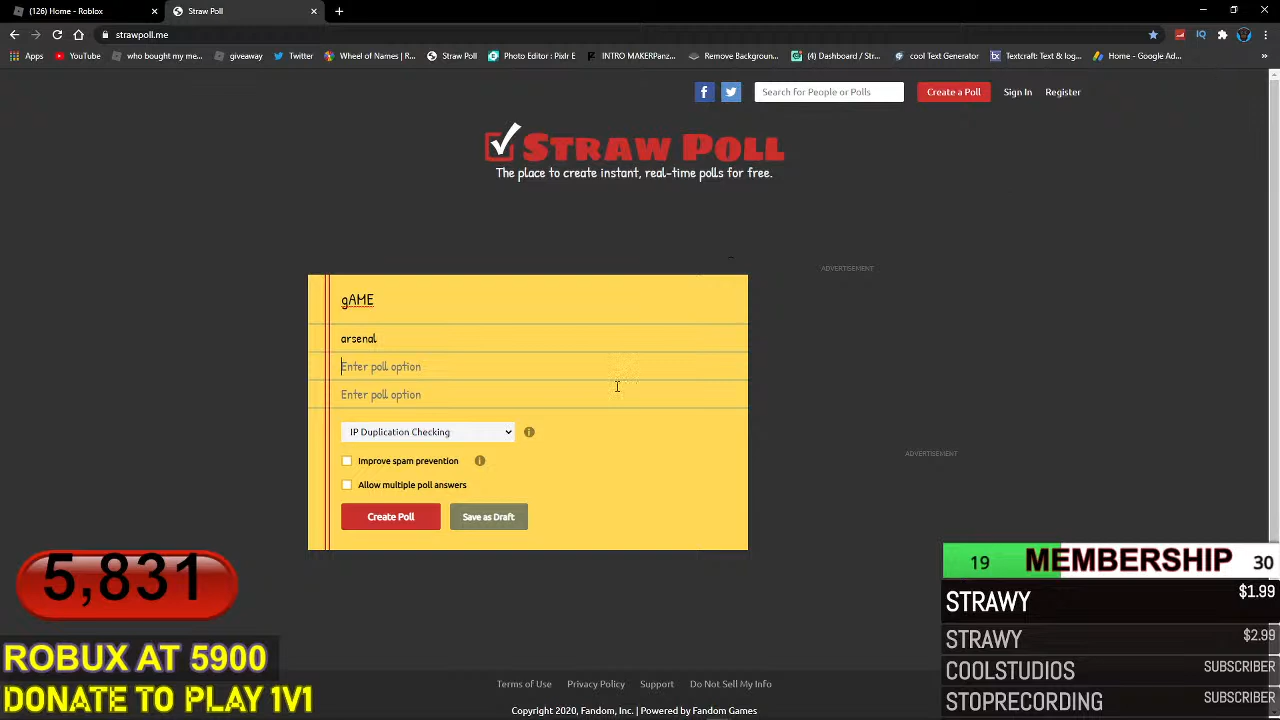 Home - Roblox
Straw Poll
strawpoll.me
Apps
YouTube
who bought my me...
giveaway
Twitter
Wheel of Names | R...
Straw Poll
Photo Editor : Pixlr E
INTRO MAKERPanz...
Remove Background...
(4) Dashboard / Str...
cool Text Generator
Textcraft: Text & log...
Home - Google Ad...
Search for People or Polls
Create a Poll
Sign In
Register
STRAW POLL
The place to create instant, real-time polls for free.
ADVERTISEMENT
gAME
arsenal
Enter poll option
Enter poll option
IP Duplication Checking
Improve spam prevention
Allow multiple poll answers
Create Poll
Save as Draft
ADVERTISEMENT
5,831
ROBUX AT 5900
DONATE TO PLAY 1V1
19 MEMBERSHIP 30
STRAWY $1.99
STRAWY $2.99
COOLSTUDIOS SUBSCRIBER
STOPRECORDING SUBSCRIBER
Terms of Use
Privacy Policy
Support
Do Not Sell My Info
Copyright 2020, Fandom, Inc. | Powered by Fandom Games